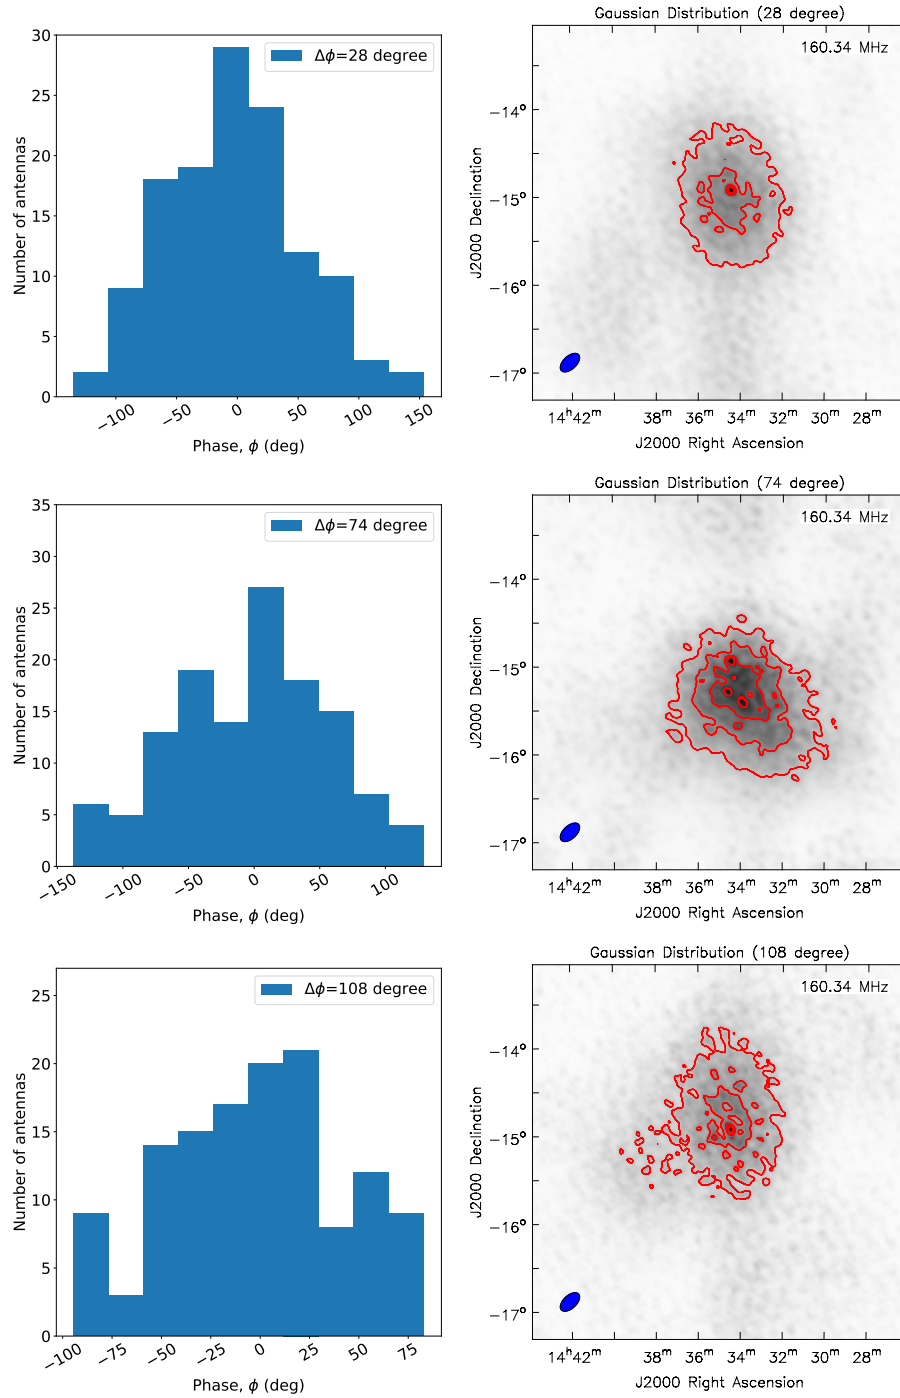 Gaussian Distribution (28 degree)
30
25
20
15
10
5
0
Number of antennas
Δϕ=28 degree
−100
−50
0
50
100
150
Phase, ϕ (deg)
160.34 MHz
−14°
−15°
−16°
−17°
J2000 Declination
14ʰ42ᵐ
38ᵐ
34ᵐ
30ᵐ
28ᵐ
J2000 Right Ascension
Gaussian Distribution (74 degree)
35
30
25
20
15
10
5
0
Number of antennas
Δϕ=74 degree
−150
−100
−50
0
50
100
Phase, ϕ (deg)
160.34 MHz
−14°
−15°
−16°
−17°
J2000 Declination
14ʰ42ᵐ
38ᵐ
34ᵐ
30ᵐ
28ᵐ
J2000 Right Ascension
Gaussian Distribution (108 degree)
25
20
15
10
5
0
Number of antennas
Δϕ=108 degree
−100
−75
−50
−25
0
25
50
75
Phase, ϕ (deg)
160.34 MHz
−14°
−15°
−16°
−17°
J2000 Declination
14ʰ42ᵐ
38ᵐ
34ᵐ
30ᵐ
28ᵐ
J2000 Right Ascension